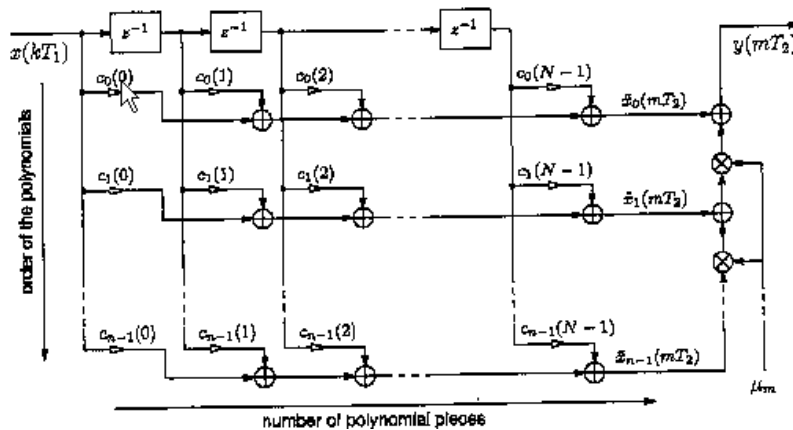 x(kT₁)
z⁻¹
z⁻¹
z⁻¹
y(mT₂)
c₀(0)
c₀(1)
c₀(2)
c₀(N − 1)
x̂₀(mT₂)
c₁(0)
c₁(1)
c₁(2)
c₁(N − 1)
x̂₁(mT₂)
cₙ₋₁(0)
cₙ₋₁(1)
cₙ₋₁(2)
cₙ₋₁(N − 1)
x̂ₙ₋₁(mT₂)
μₘ
order of the polynomials
number of polynomial pieces